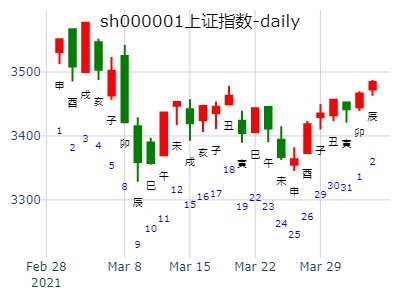 sh000001上证指数-daily
3500
3400
3300
申 酉 戌 亥 子 卯 辰 巳 午 未 戌 亥 子 丑 寅 巳 午 未 申 酉 子 丑 寅 卯 辰
1 2 3 4 5 8 9 10 11 12 15 16 17 18 19 22 23 24 25 26 29 30 31 1 2
Feb 28 Mar 8 Mar 15 Mar 22 Mar 29
2021